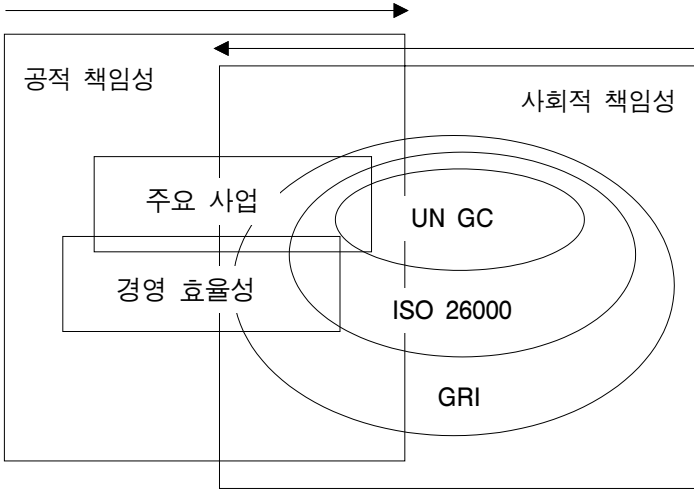 공적 책임성
사회적 책임성
주요 사업
UN GC
경영 효율성
ISO 26000
GRI